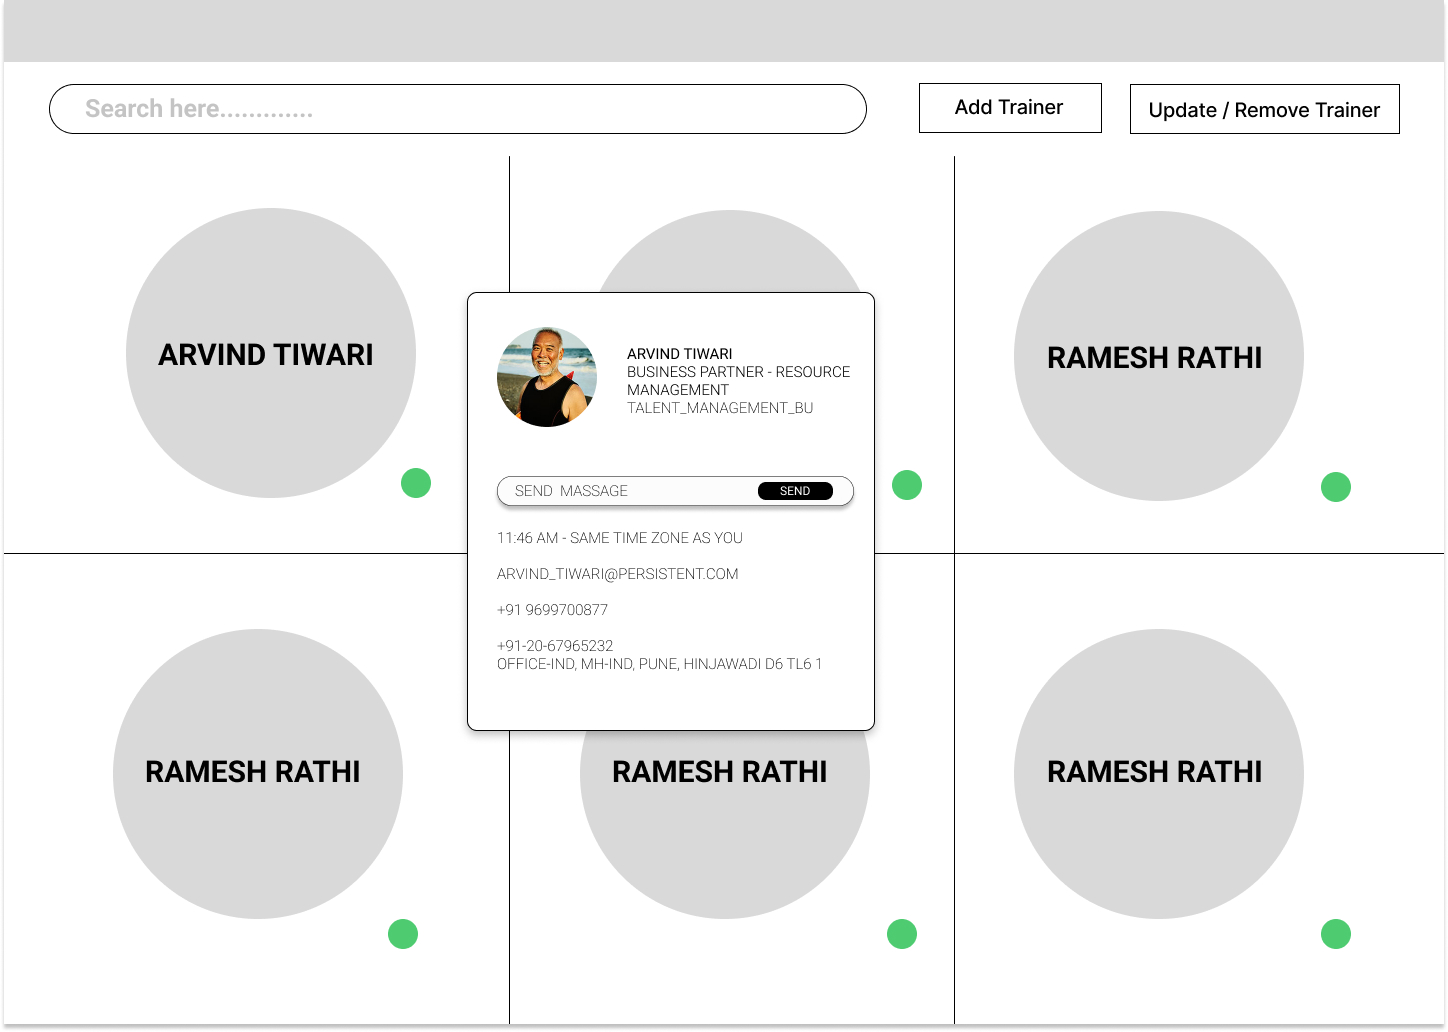 Search here.............
Add Trainer
Update / Remove Trainer
ARVIND TIWARI
RAMESH RATHI
ARVIND TIWARI
BUSINESS PARTNER - RESOURCE
MANAGEMENT
TALENT_MANAGEMENT_BU
SEND MASSAGE
SEND
11:46 AM - SAME TIME ZONE AS YOU
ARVIND_TIWARI@PERSISTENT.COM
+91 9699700877
+91-20-67965232
OFFICE-IND, MH-IND, PUNE, HINJAWADI D6 TL6 1
RAMESH RATHI
RAMESH RATHI
RAMESH RATHI